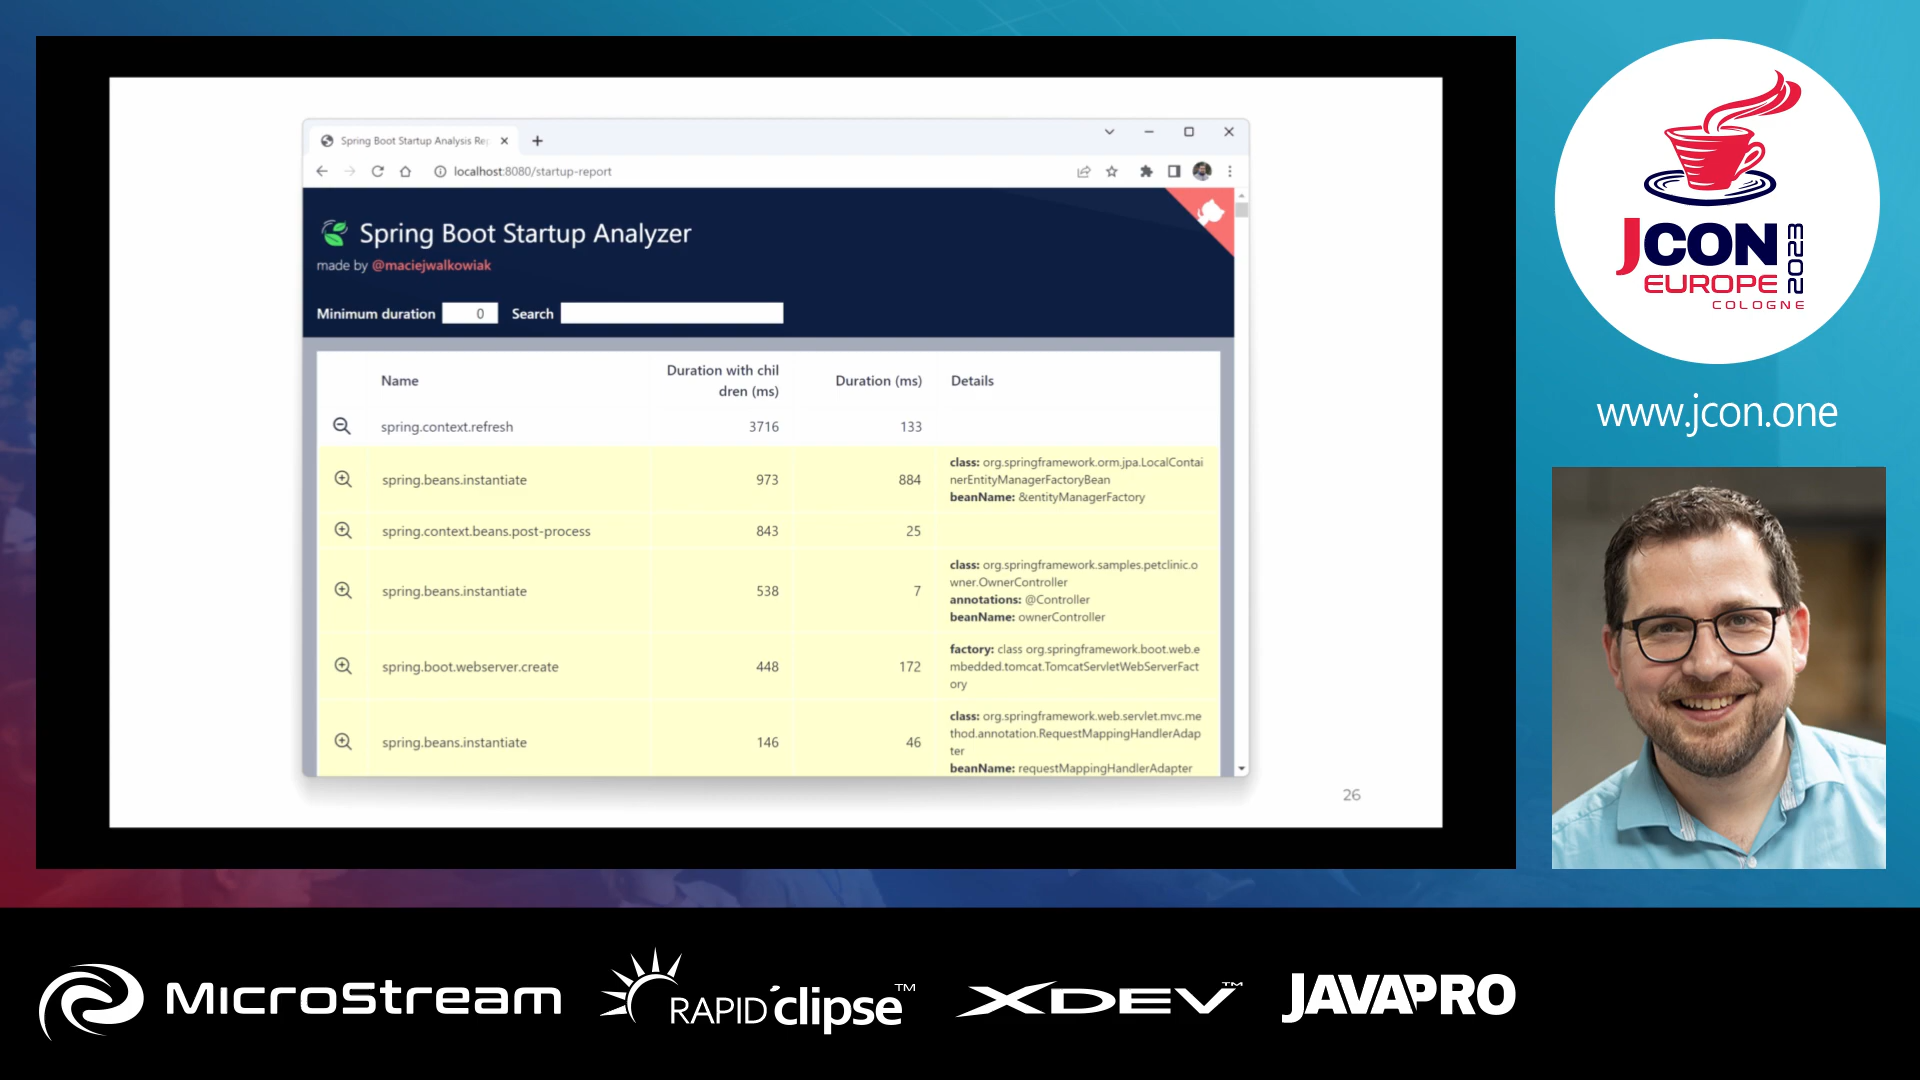 Spring Boot Startup Analysis Rep
localhost:8080/startup-report
Spring Boot Startup Analyzer
made by @maciejwalkowiak
Minimum duration 0 Search
Name Duration with chil
dren (ms) Duration (ms) Details
spring.context.refresh 3716 133
spring.beans.instantiate 973 884 class: org.springframework.orm.jpa.LocalContai
nerEntityManagerFactoryBean
beanName: &entityManagerFactory
spring.context.beans.post-process 843 25
spring.beans.instantiate 538 7 class: org.springframework.samples.petclinic.o
wner.OwnerController
annotations: @Controller
beanName: ownerController
spring.boot.webserver.create 448 172 factory: class org.springframework.boot.web.e
mbedded.tomcat.TomcatServletWebServerFact
ory
spring.beans.instantiate 146 46 class: org.springframework.web.servlet.mvc.me
thod.annotation.RequestMappingHandlerAdap
ter
beanName: requestMappingHandlerAdapter
26
JCON
EUROPE 2023
COLOGNE
www.jcon.one
MICROSTREAM
RAPID'clipse™
XDEV™
JAVAPRO